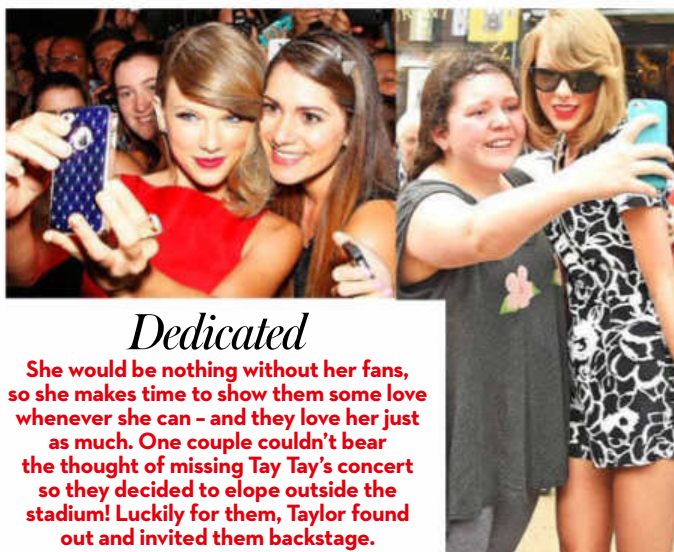 Dedicated
She would be nothing without her fans,
so she makes time to show them some love
whenever she can – and they love her just
as much. One couple couldn’t bear
the thought of missing Tay Tay’s concert
so they decided to elope outside the
stadium! Luckily for them, Taylor found
out and invited them backstage.